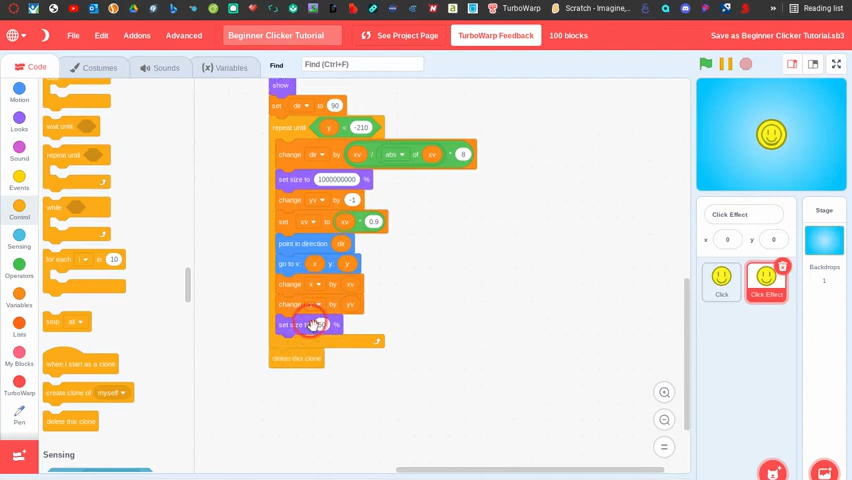 TurboWarp
Scratch - Imagine,...
»
Reading list
File
Edit
Addons
Advanced
Beginner Clicker Tutorial
See Project Page
TurboWarp Feedback
100 blocks
Save as Beginner Clicker Tutorial.sb3
Code
Costumes
Sounds
Variables
Find
Find (Ctrl+F)
Motion
Looks
Sound
Events
Control
Sensing
Operators
Variables
Lists
My Blocks
TurboWarp
Pen
wait until
repeat until
while
for each i in 10
stop all
when I start as a clone
create clone of myself
delete this clone
Sensing
show
set dir to 90
repeat until y < -210
change dir by xv / abs of xv * 8
set size to 1000000000 %
change yv by -1
set xv to xv * 0.9
point in direction dir
go to x: x y: y
change x by xv
change by yv
set size to %
delete this clone
Click Effect
x 0 y 0
Click
Click Effect
Stage
Backdrops
1